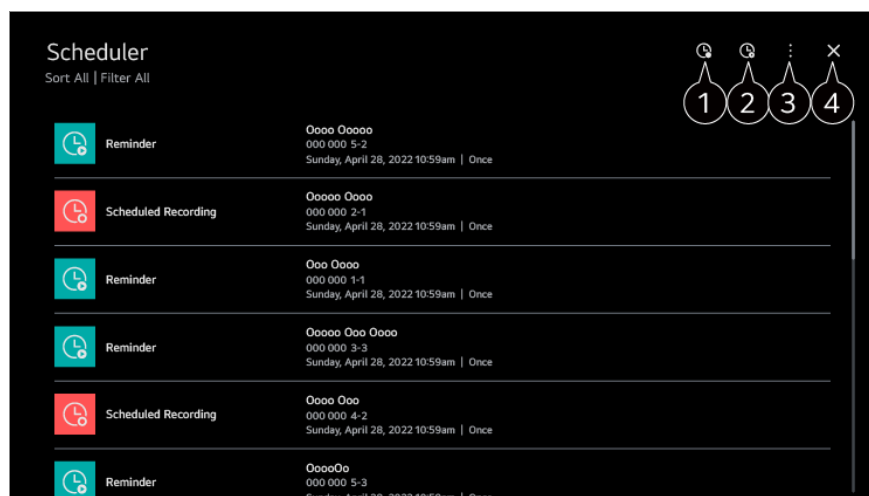 Scheduler
Sort All | Filter All
1 2 3 4
Reminder
Oooo Ooooo
000 000 5-2
Sunday, April 28, 2022 10:59am | Once
Scheduled Recording
Ooooo Oooo
000 000 2-1
Sunday, April 28, 2022 10:59am | Once
Reminder
Ooo Oooo
000 000 1-1
Sunday, April 28, 2022 10:59am | Once
Reminder
Ooooo Ooo Oooo
000 000 3-3
Sunday, April 28, 2022 10:59am | Once
Scheduled Recording
Oooo Ooo
000 000 4-2
Sunday, April 28, 2022 10:59am | Once
Reminder
OoooOo
000 000 5-3